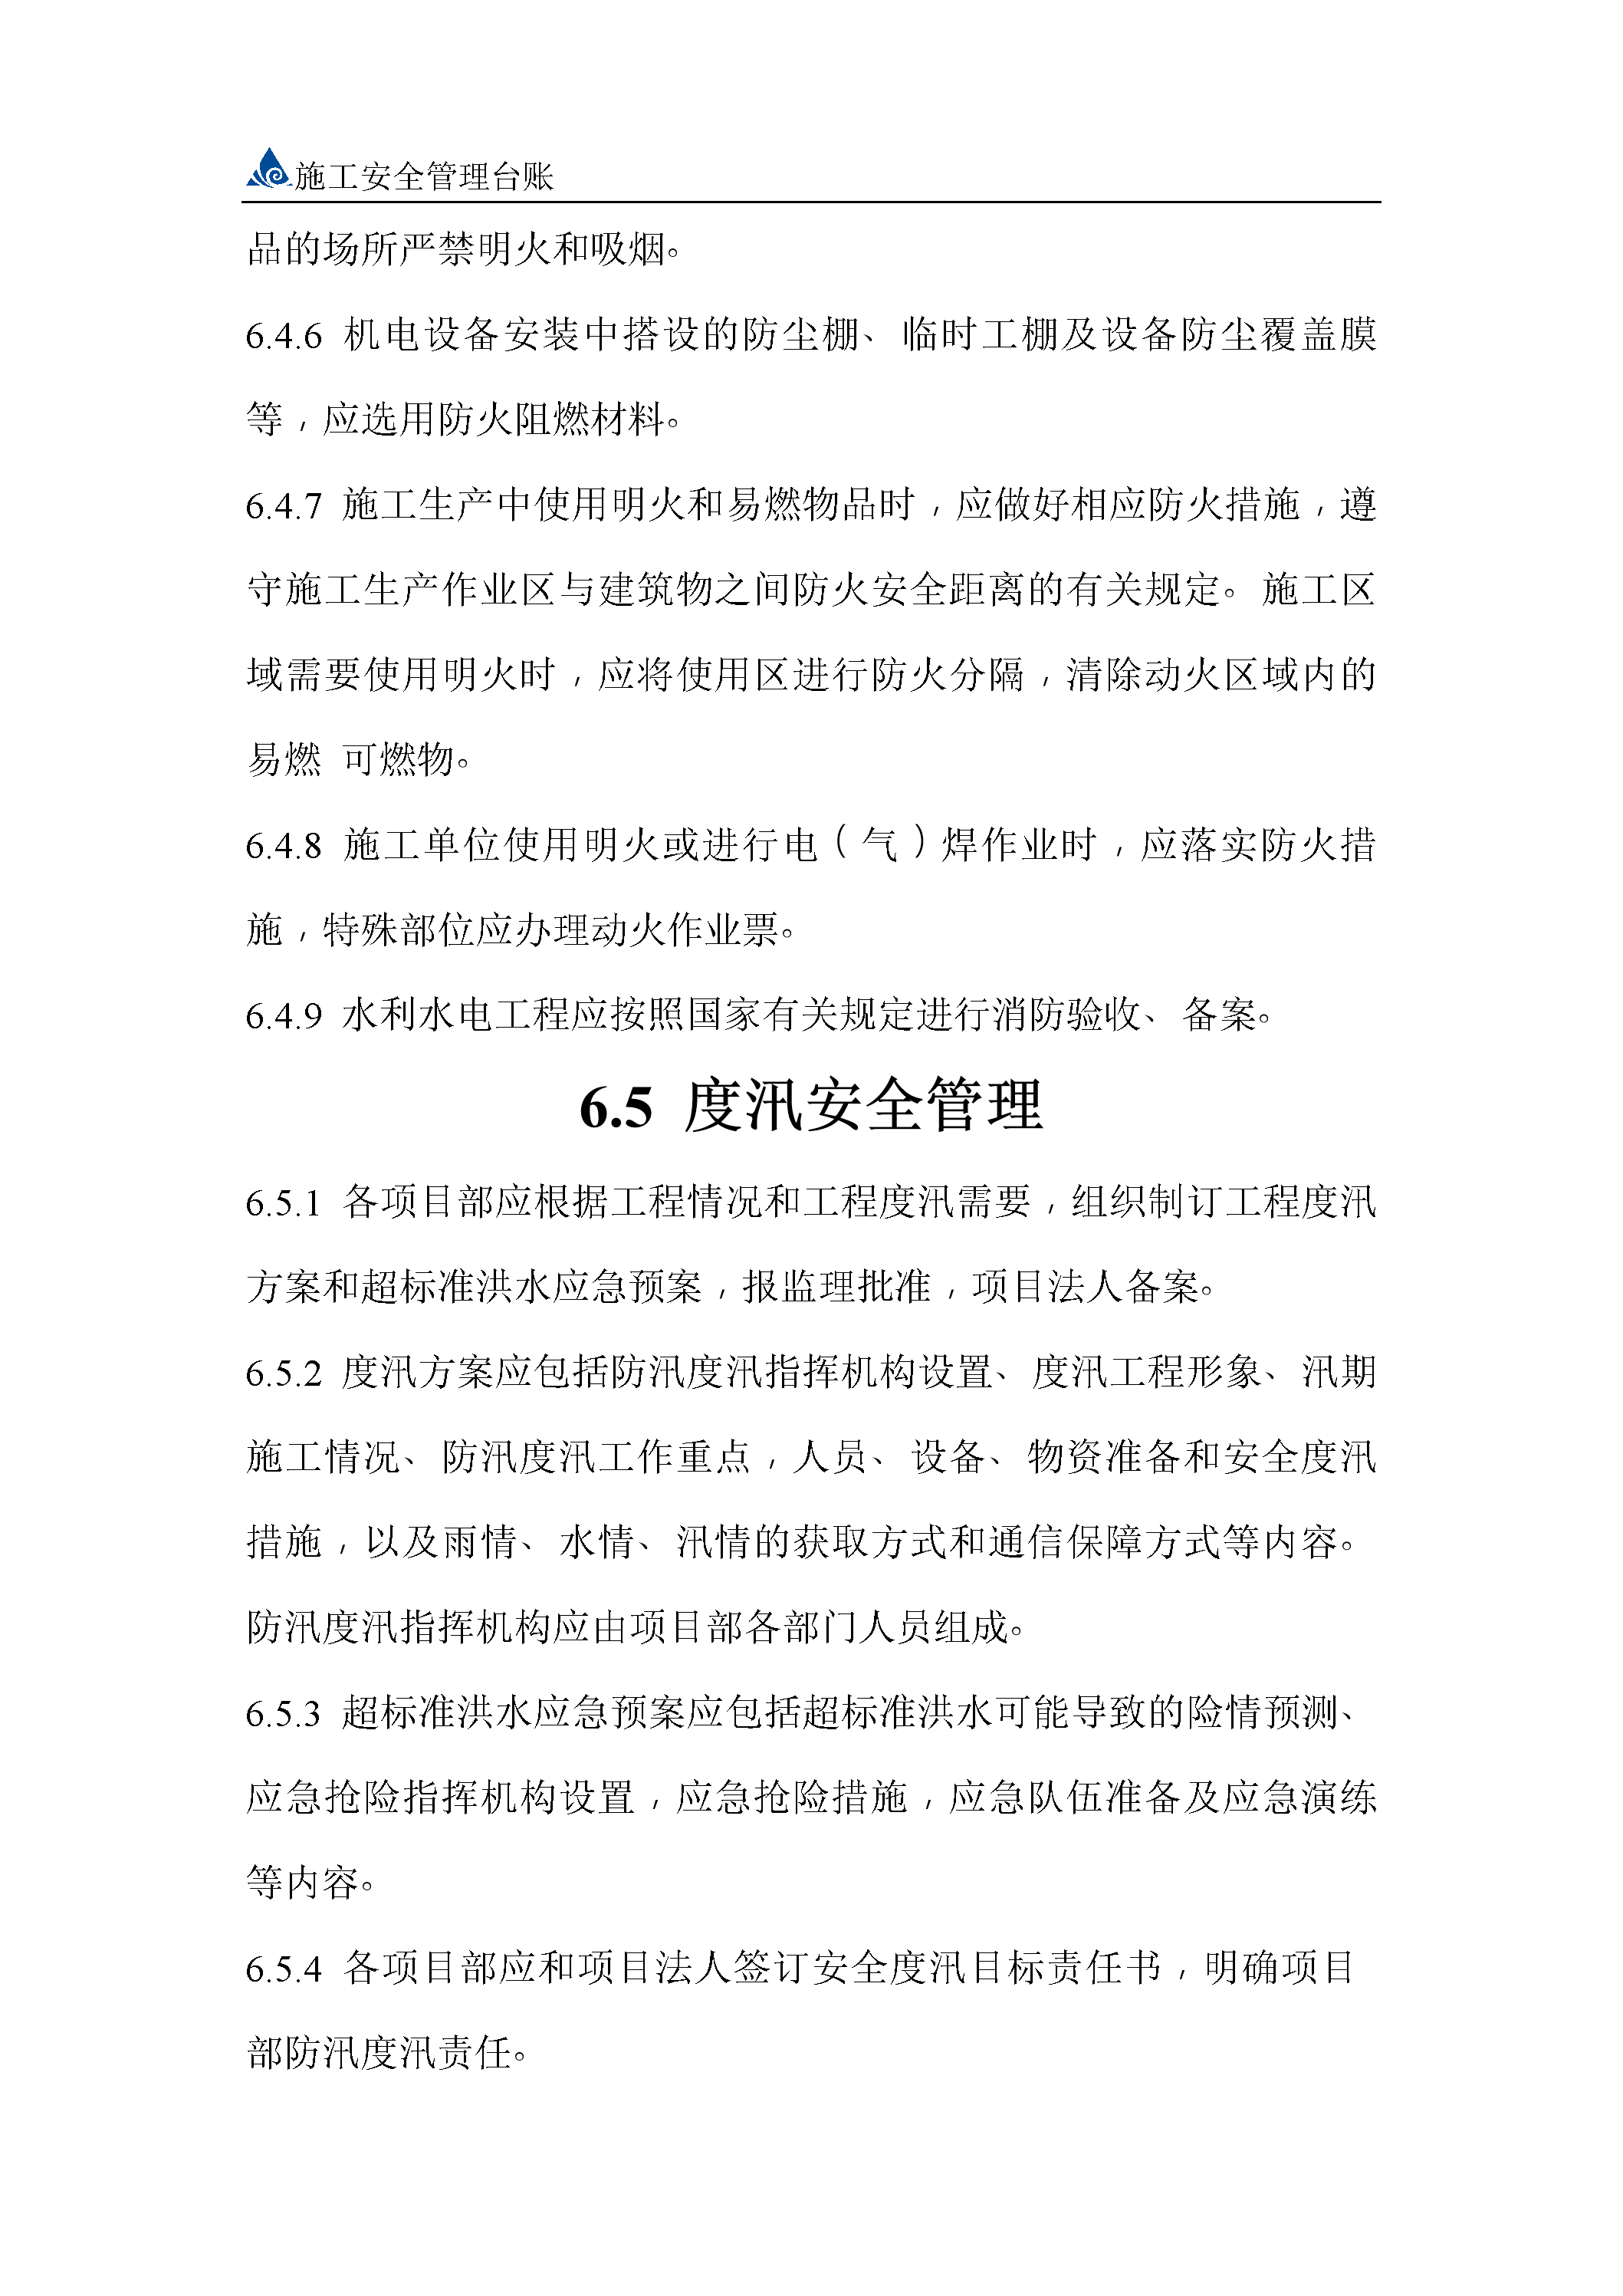 施工安全管理台账
品的场所严禁明火和吸烟。
6.4.6 机电设备安装中搭设的防尘棚、临时工棚及设备防尘覆盖膜
等，应选用防火阻燃材料。
6.4.7 施工生产中使用明火和易燃物品时，应做好相应防火措施，遵
守施工生产作业区与建筑物之间防火安全距离的有关规定。施工区
域需要使用明火时，应将使用区进行防火分隔，清除动火区域内的
易燃 可燃物。
6.4.8 施工单位使用明火或进行电（气）焊作业时，应落实防火措
施，特殊部位应办理动火作业票。
6.4.9 水利水电工程应按照国家有关规定进行消防验收、备案。
6.5 度汛安全管理
6.5.1 各项目部应根据工程情况和工程度汛需要，组织制订工程度汛
方案和超标准洪水应急预案，报监理批准，项目法人备案。
6.5.2 度汛方案应包括防汛度汛指挥机构设置、度汛工程形象、汛期
施工情况、防汛度汛工作重点，人员、设备、物资准备和安全度汛
措施，以及雨情、水情、汛情的获取方式和通信保障方式等内容。
防汛度汛指挥机构应由项目部各部门人员组成。
6.5.3 超标准洪水应急预案应包括超标准洪水可能导致的险情预测、
应急抢险指挥机构设置，应急抢险措施，应急队伍准备及应急演练
等内容。
6.5.4 各项目部应和项目法人签订安全度汛目标责任书，明确项目
部防汛度汛责任。